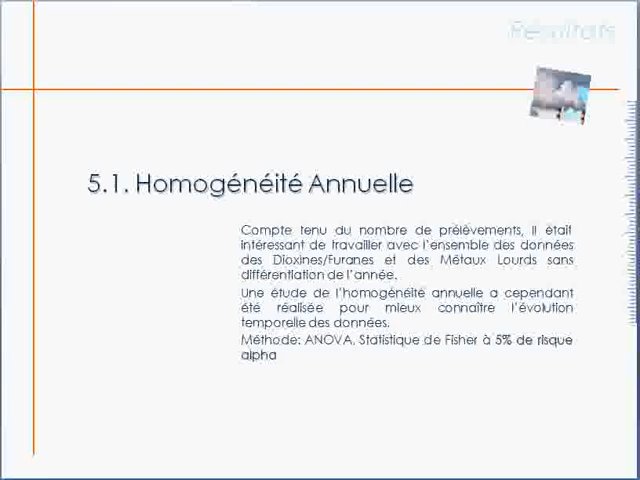 Résultats
5.1. Homogénéité Annuelle
Compte tenu du nombre de prélèvements, il était
intéressant de travailler avec l'ensemble des données
des Dioxines/Furanes et des Métaux Lourds sans
différentiation de l'année.
Une étude de l'homogénéité annuelle a cependant
été réalisée pour mieux connaître l'évolution
temporelle des données.
Méthode: ANOVA, Statistique de Fisher à 5% de risque
alpha